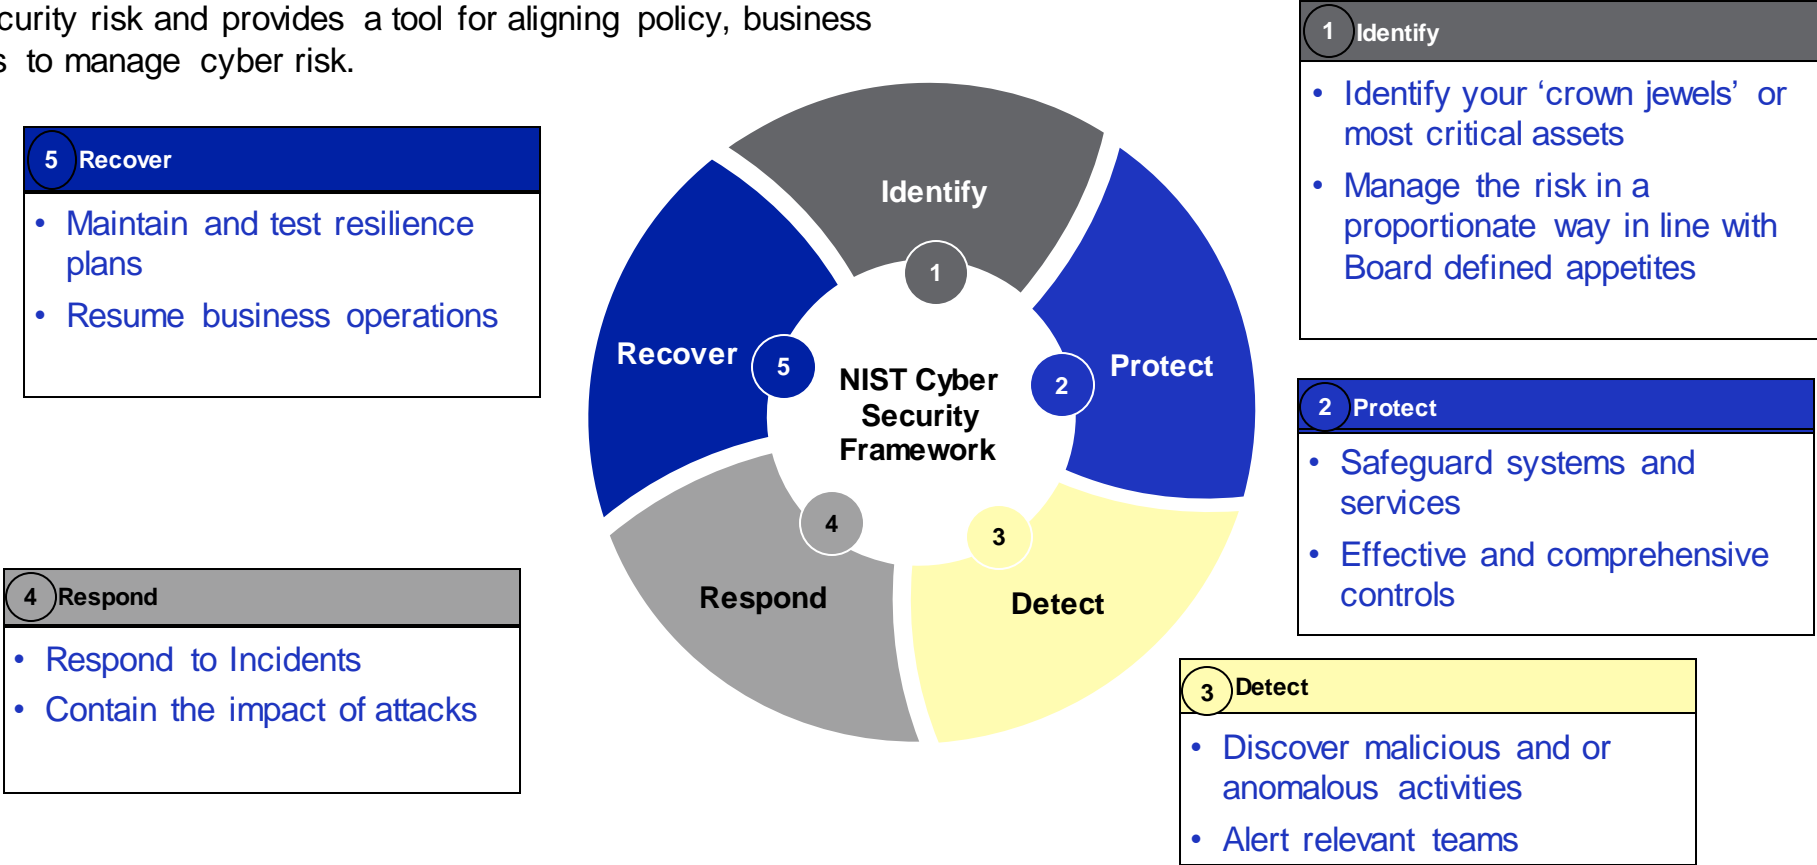 curity risk and provides a tool for aligning policy, business
s to manage cyber risk.
1 Identify
• Identify your ‘crown jewels’ or
most critical assets
• Manage the risk in a
proportionate way in line with
Board defined appetites
5 Recover
• Maintain and test resilience
plans
• Resume business operations
Identify
1
Recover
5
Protect
2
NIST Cyber
Security
Framework
4
3
Respond
Detect
2 Protect
• Safeguard systems and
services
• Effective and comprehensive
controls
4 Respond
• Respond to Incidents
• Contain the impact of attacks
3 Detect
• Discover malicious and or
anomalous activities
• Alert relevant teams